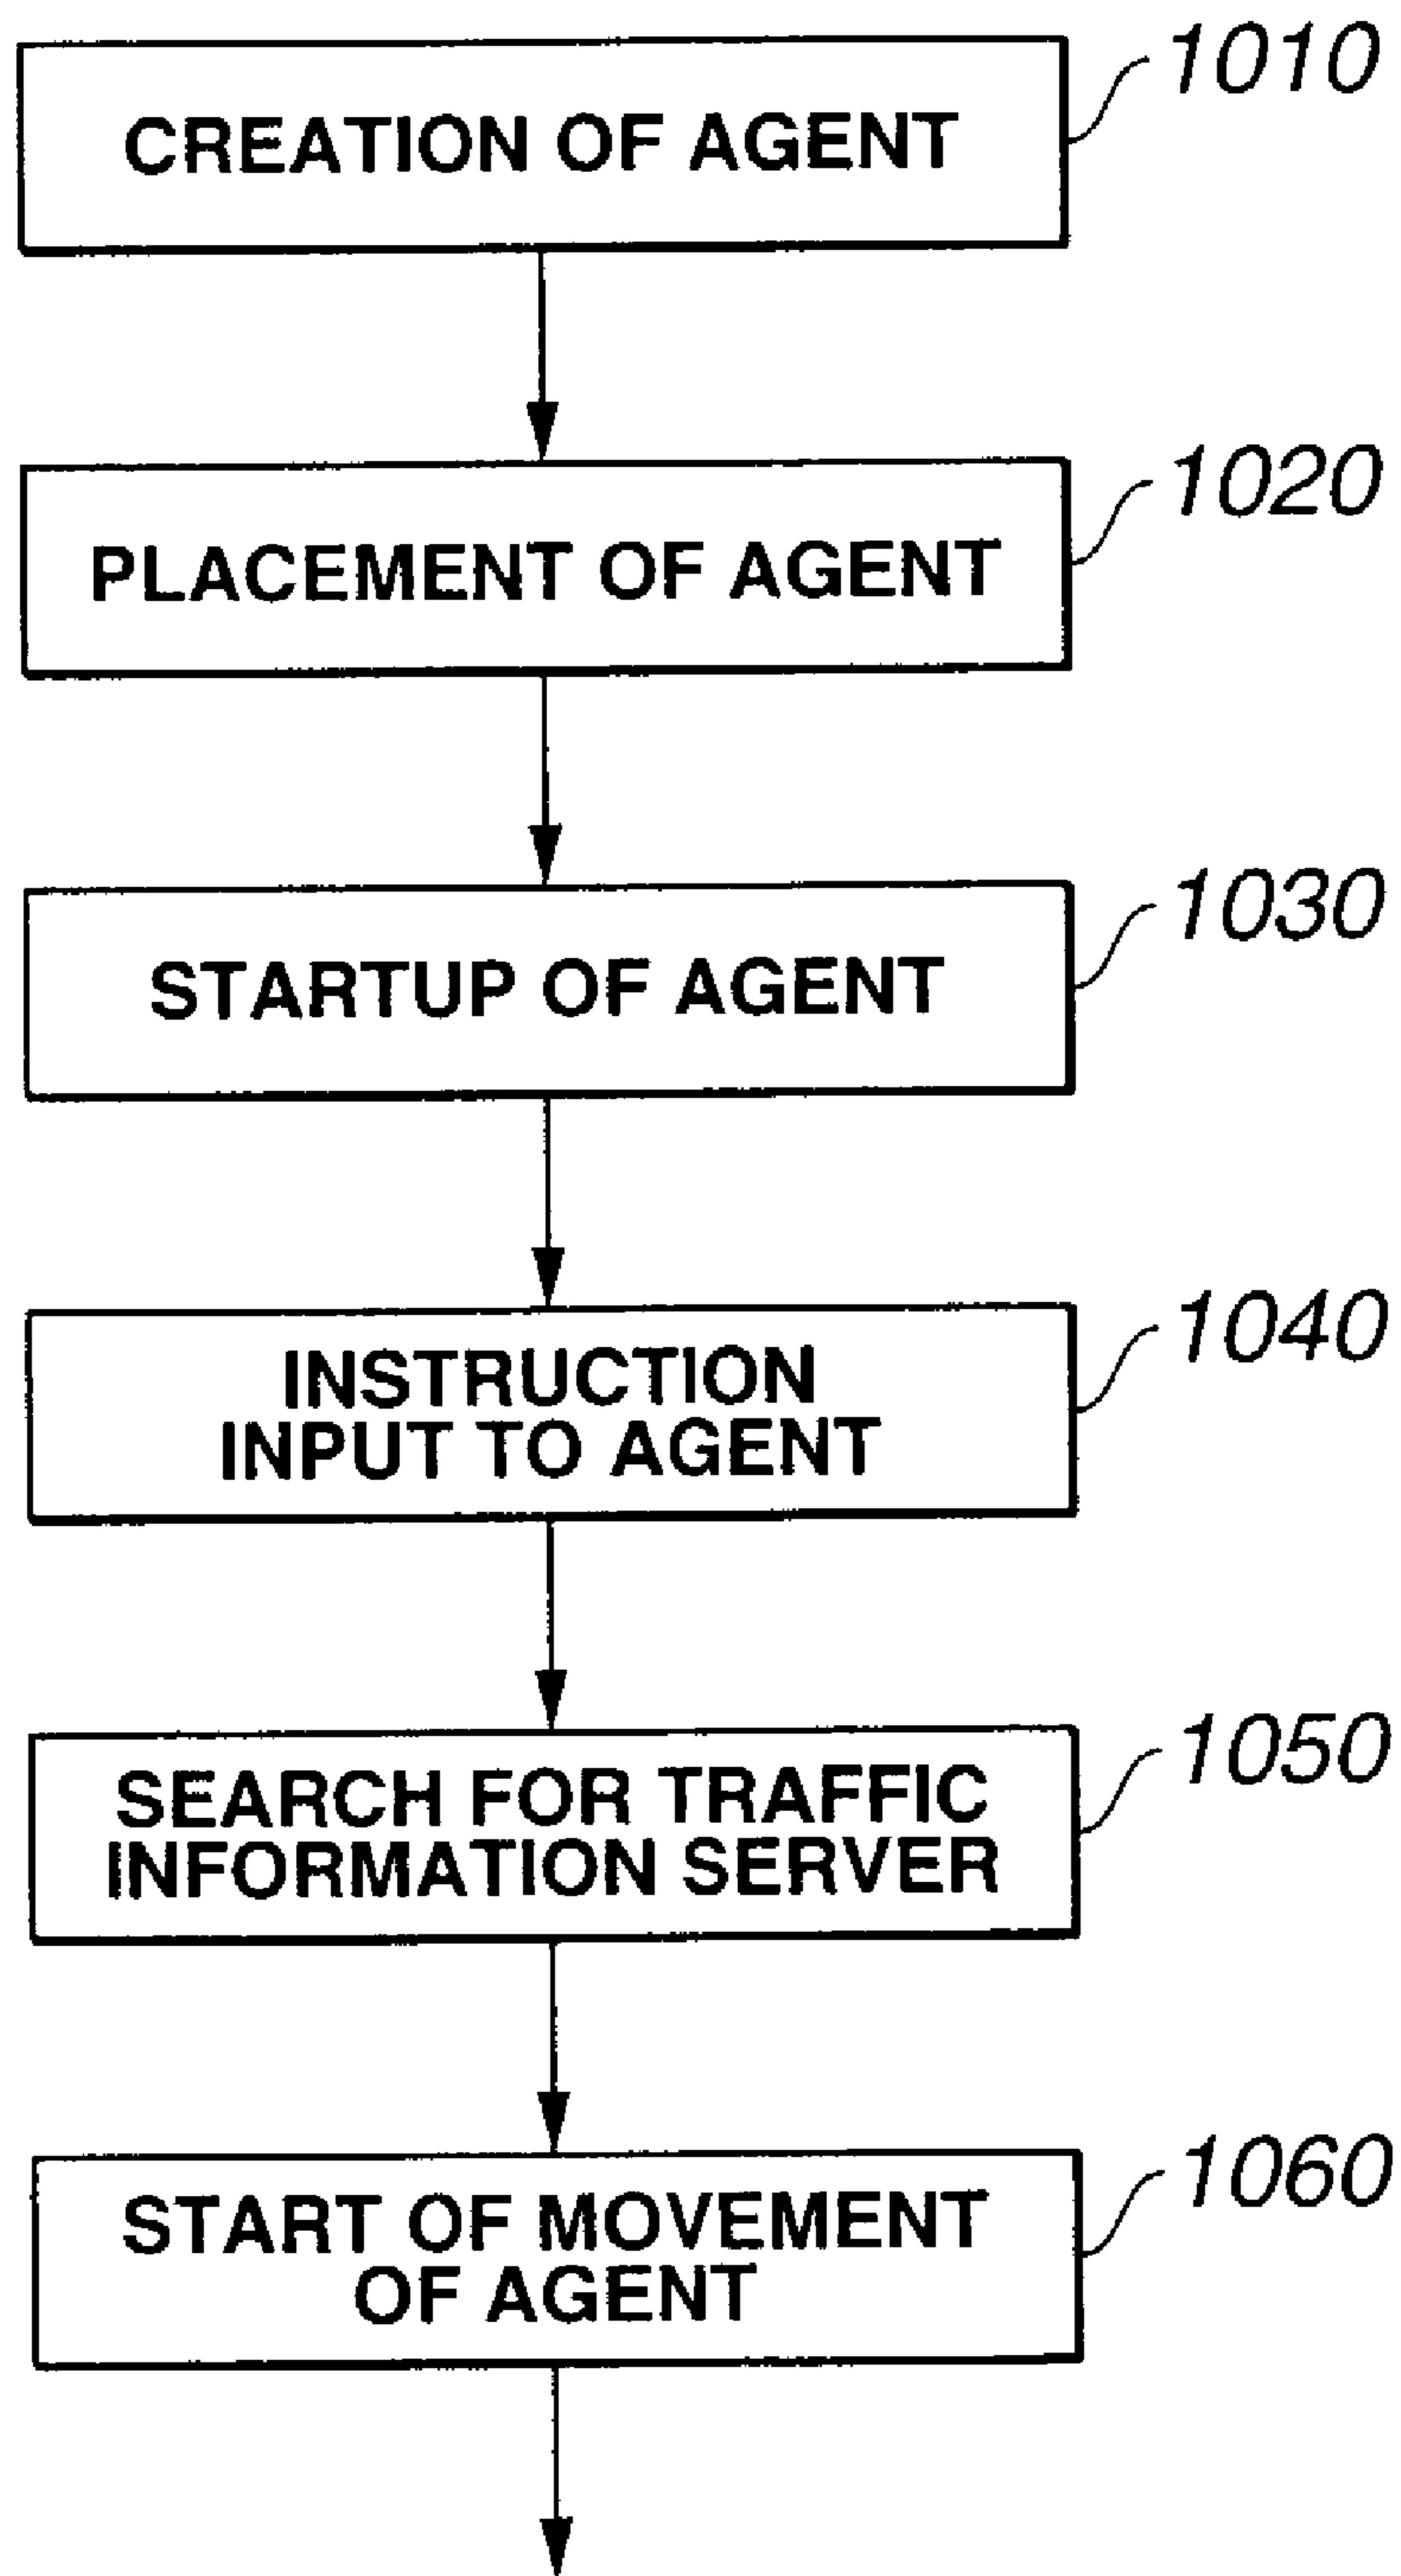 CREATION OF AGENT
1010
PLACEMENT OF AGENT
1020
STARTUP OF AGENT
1030
INSTRUCTION
INPUT TO AGENT
1040
SEARCH FOR TRAFFIC
INFORMATION SERVER
1050
START OF MOVEMENT
OF AGENT
1060